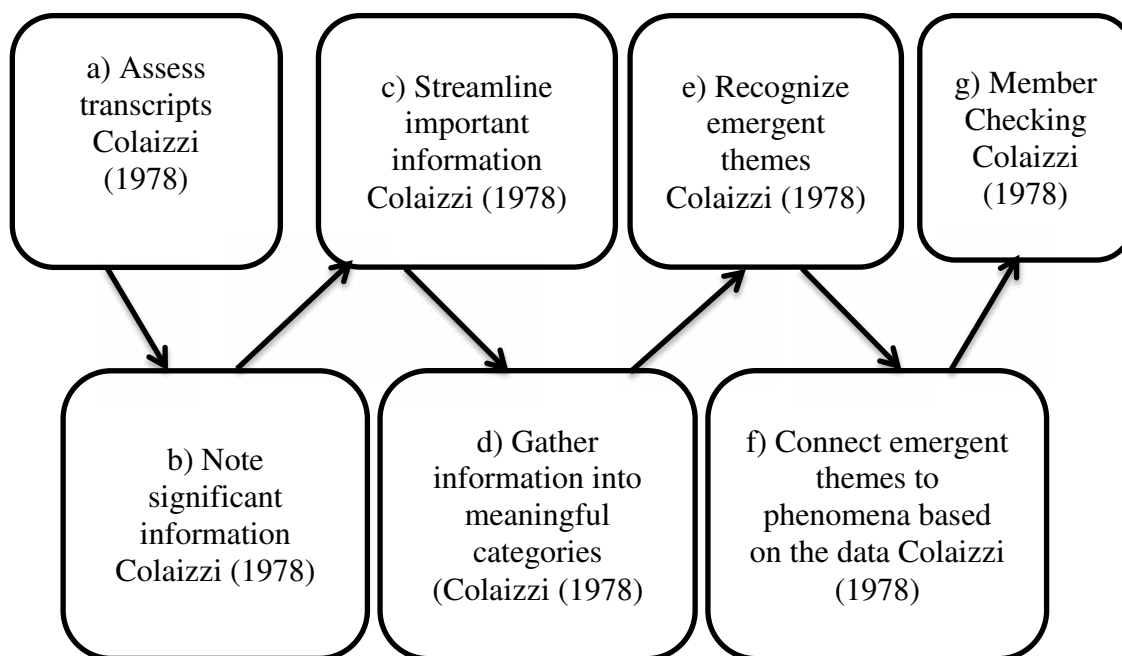 a) Assess
transcripts
Colaizzi
(1978)
b) Note
significant
information
Colaizzi (1978)
c) Streamline
important
information
Colaizzi (1978)
d) Gather
information into
meaningful
categories
(Colaizzi (1978)
e) Recognize
emergent
themes
Colaizzi (1978)
f) Connect emergent
themes to
phenomena based
on the data Colaizzi
(1978)
g) Member
Checking
Colaizzi
(1978)